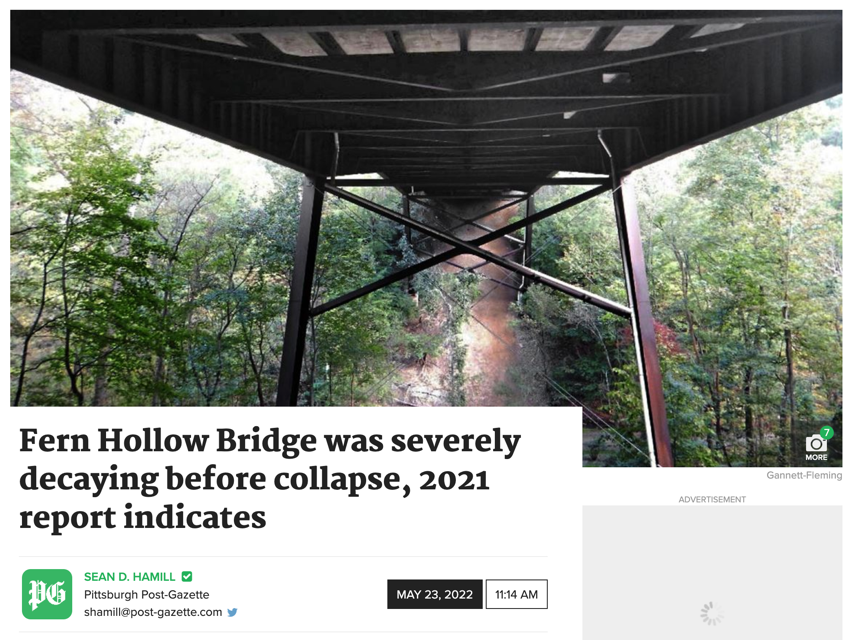 7
MORE
Gannett-Fleming
Fern Hollow Bridge was severely
decaying before collapse, 2021
report indicates
ADVERTISEMENT
PG
SEAN D. HAMILL
Pittsburgh Post-Gazette
shamill@post-gazette.com
MAY 23, 2022
11:14 AM